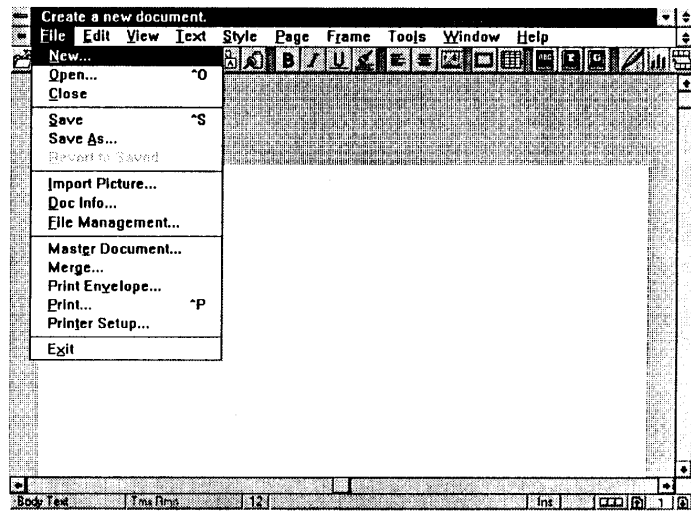 Create a new document.
File Edit View Text Style Page Frame Tools Window Help
New...
Open... ^O
Close
Save ^S
Save As...
Revert to Saved
Import Picture...
Doc Info...
File Management...
Master Document...
Merge...
Print Envelope...
Print... ^P
Printer Setup...
Exit
B I U
Body Text Tms Rmn 12 Ins 1